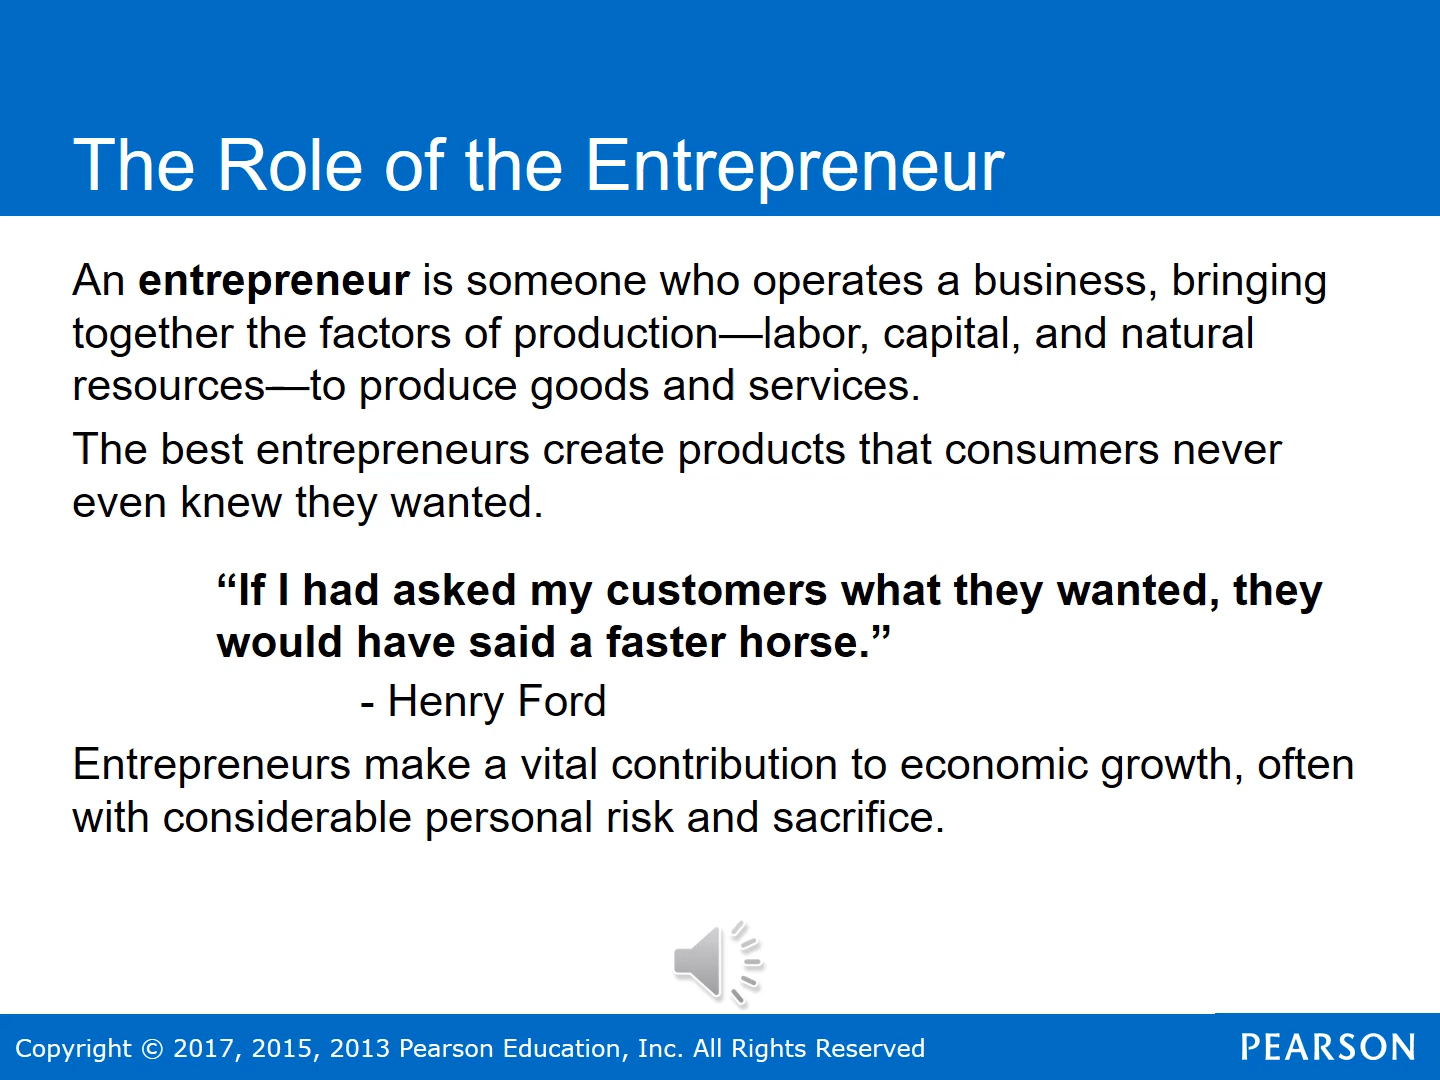 The Role of the Entrepreneur
An entrepreneur is someone who operates a business, bringing
together the factors of production—labor, capital, and natural
resources—to produce goods and services.
The best entrepreneurs create products that consumers never
even knew they wanted.
“If I had asked my customers what they wanted, they
would have said a faster horse.”
- Henry Ford
Entrepreneurs make a vital contribution to economic growth, often
with considerable personal risk and sacrifice.
Copyright © 2017, 2015, 2013 Pearson Education, Inc. All Rights Reserved
PEARSON